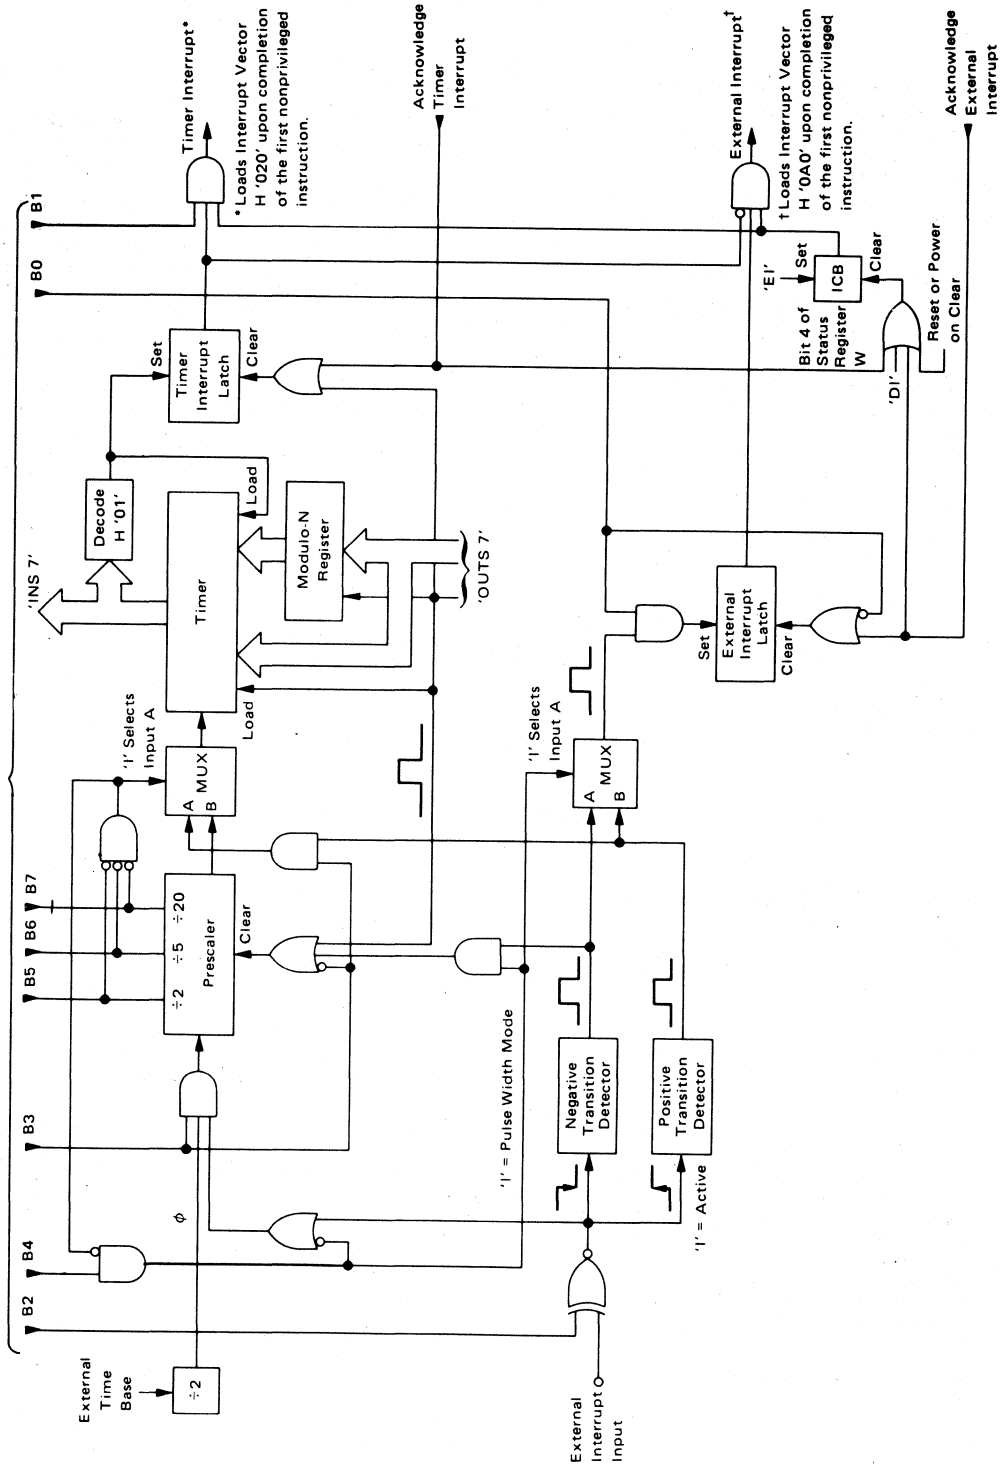 B2
B4
B3
B5
B6
B7
B0
B1
External
Time
Base
÷2
ϕ
÷2
÷5
÷20
Prescaler
Clear
'I' Selects
Input A
A
B
MUX
'INS 7'
Timer
Load
Load
Decode
H '01'
Modulo-N
Register
'OUTS 7'
Set
Timer
Interrupt
Latch
Clear
Timer Interrupt*
* Loads Interrupt Vector
H '020' upon completion
of the first nonprivileged
instruction.
Acknowledge
Timer
Interrupt
'I' = Pulse Width Mode
External
Interrupt
Input
Negative
Transition
Detector
'I' = Active
Positive
Transition
Detector
'I' Selects
Input A
A
B
MUX
Set
External
Interrupt
Latch
Clear
External Interrupt†
† Loads Interrupt Vector
H '0A0' upon completion
of the first nonprivileged
instruction.
'EI'
Set
ICB
Clear
Bit 4 of
Status
Register
W
'DI'
Reset or Power
on Clear
Acknowledge
External
Interrupt